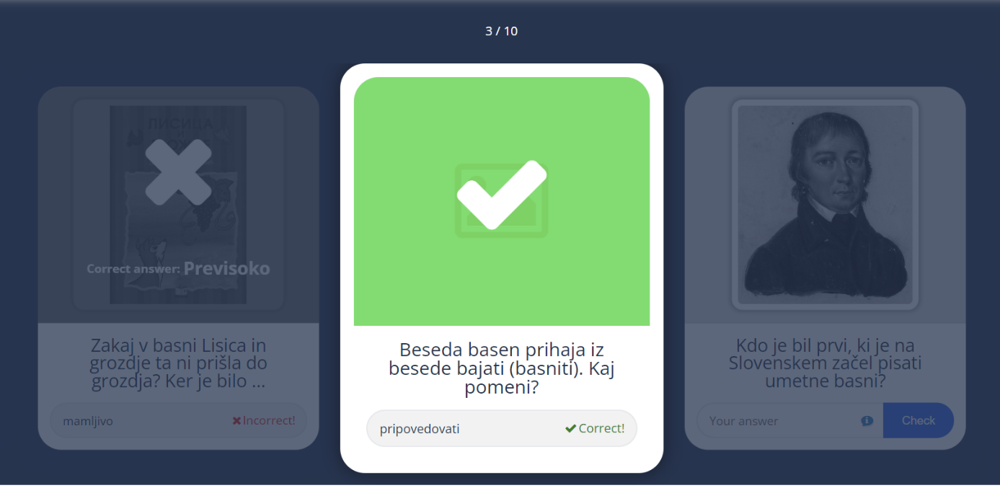 3 / 10
ЛИСИЦА
Correct answer: Previsoko
Zakaj v basni Lisica in
grozdje ta ni prišla do
grozdja? Ker je bilo ...
mamljivo
Incorrect!
Beseda basen prihaja iz
besede bajati (basniti). Kaj
pomeni?
pripovedovati
Correct!
Kdo je bil prvi, ki je na
Slovenskem začel pisati
umetne basni?
Your answer
Check